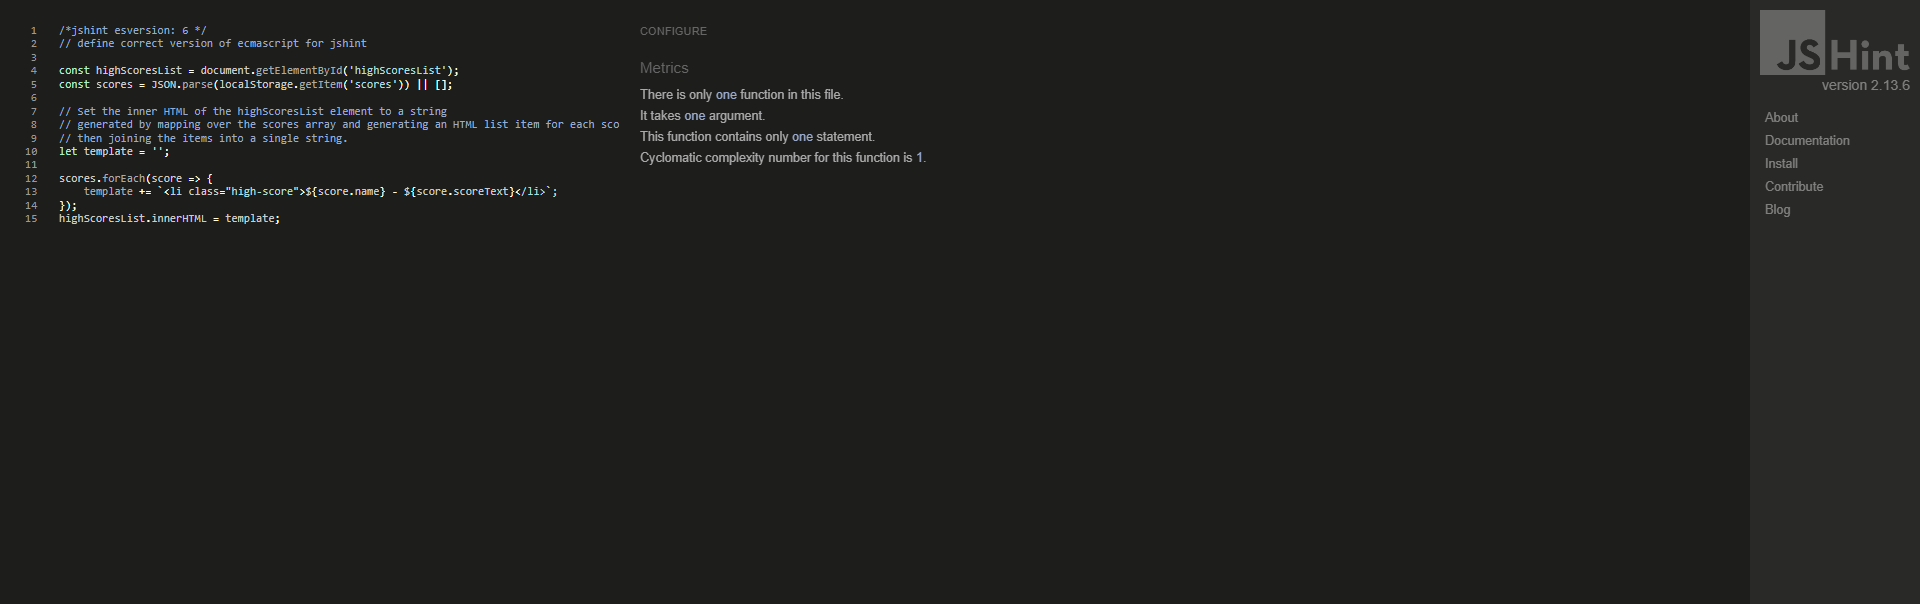 1 /*jshint esversion: 6 */
2 // define correct version of ecmascript for jshint
3
4 const highScoresList = document.getElementById('highScoresList');
5 const scores = JSON.parse(localStorage.getItem('scores')) || [];
6
7 // Set the inner HTML of the highScoresList element to a string
8 // generated by mapping over the scores array and generating an HTML list item for each sco
9 // then joining the items into a single string.
10 let template = '';
11
12 scores.forEach(score => {
13     template += `<li class="high-score">${score.name} - ${score.scoreText}</li>`;
14 });
15 highScoresList.innerHTML = template;
CONFIGURE
Metrics
There is only one function in this file.
It takes one argument.
This function contains only one statement.
Cyclomatic complexity number for this function is 1.
JSHint
version 2.13.6
About
Documentation
Install
Contribute
Blog